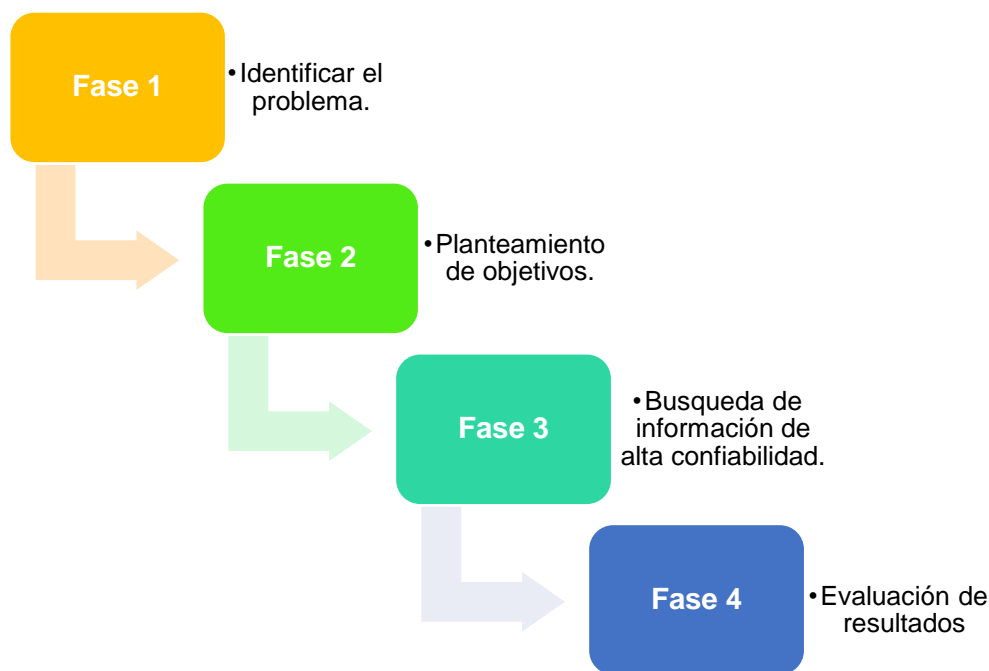 Fase 1
•Identificar el
problema.
Fase 2
•Planteamiento
de objetivos.
Fase 3
•Busqueda de
información de
alta confiabilidad.
Fase 4
•Evaluación de
resultados